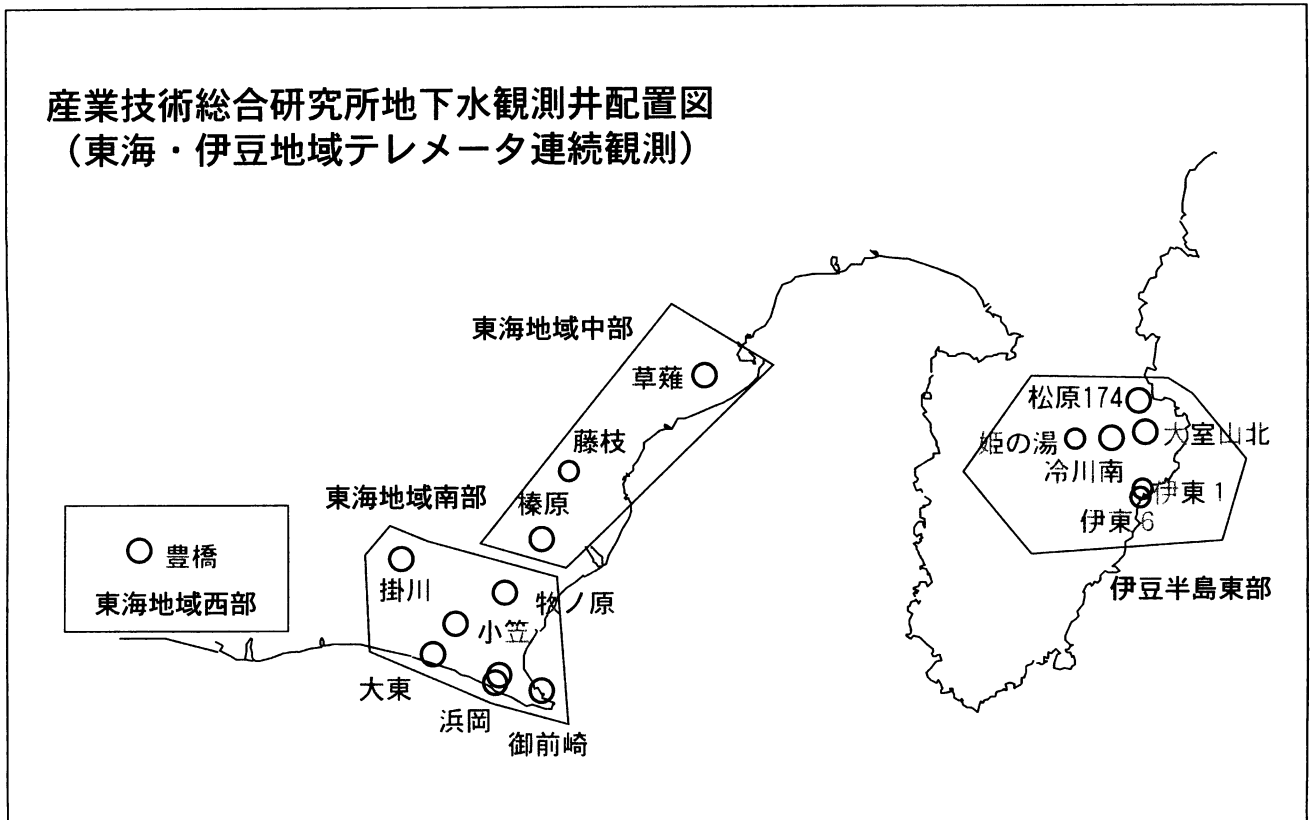 産業技術総合研究所地下水観測井配置図
（東海・伊豆地域テレメータ連続観測）
東海地域中部
草薙
藤枝
榛原
東海地域南部
掛川
牧ノ原
小笠
大東
浜岡
御前崎
豊橋
東海地域西部
松原174
姫の湯
大室山北
冷川南
伊東1
伊東6
伊豆半島東部